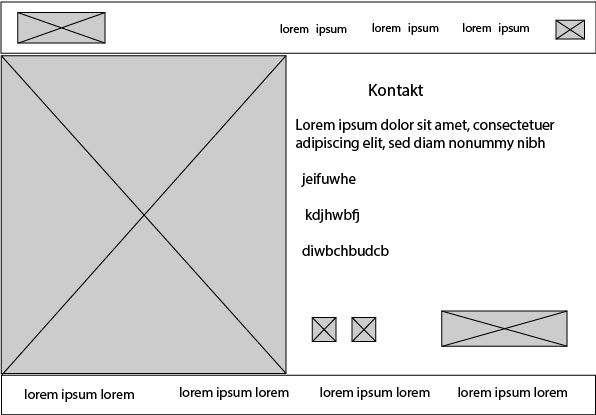 lorem ipsum
lorem ipsum
lorem ipsum
Kontakt
Lorem ipsum dolor sit amet, consectetuer
adipiscing elit, sed diam nonummy nibh
jeifuwhe
kdjhwbfj
diwbchbudcb
lorem ipsum lorem
lorem ipsum lorem
lorem ipsum lorem
lorem ipsum lorem